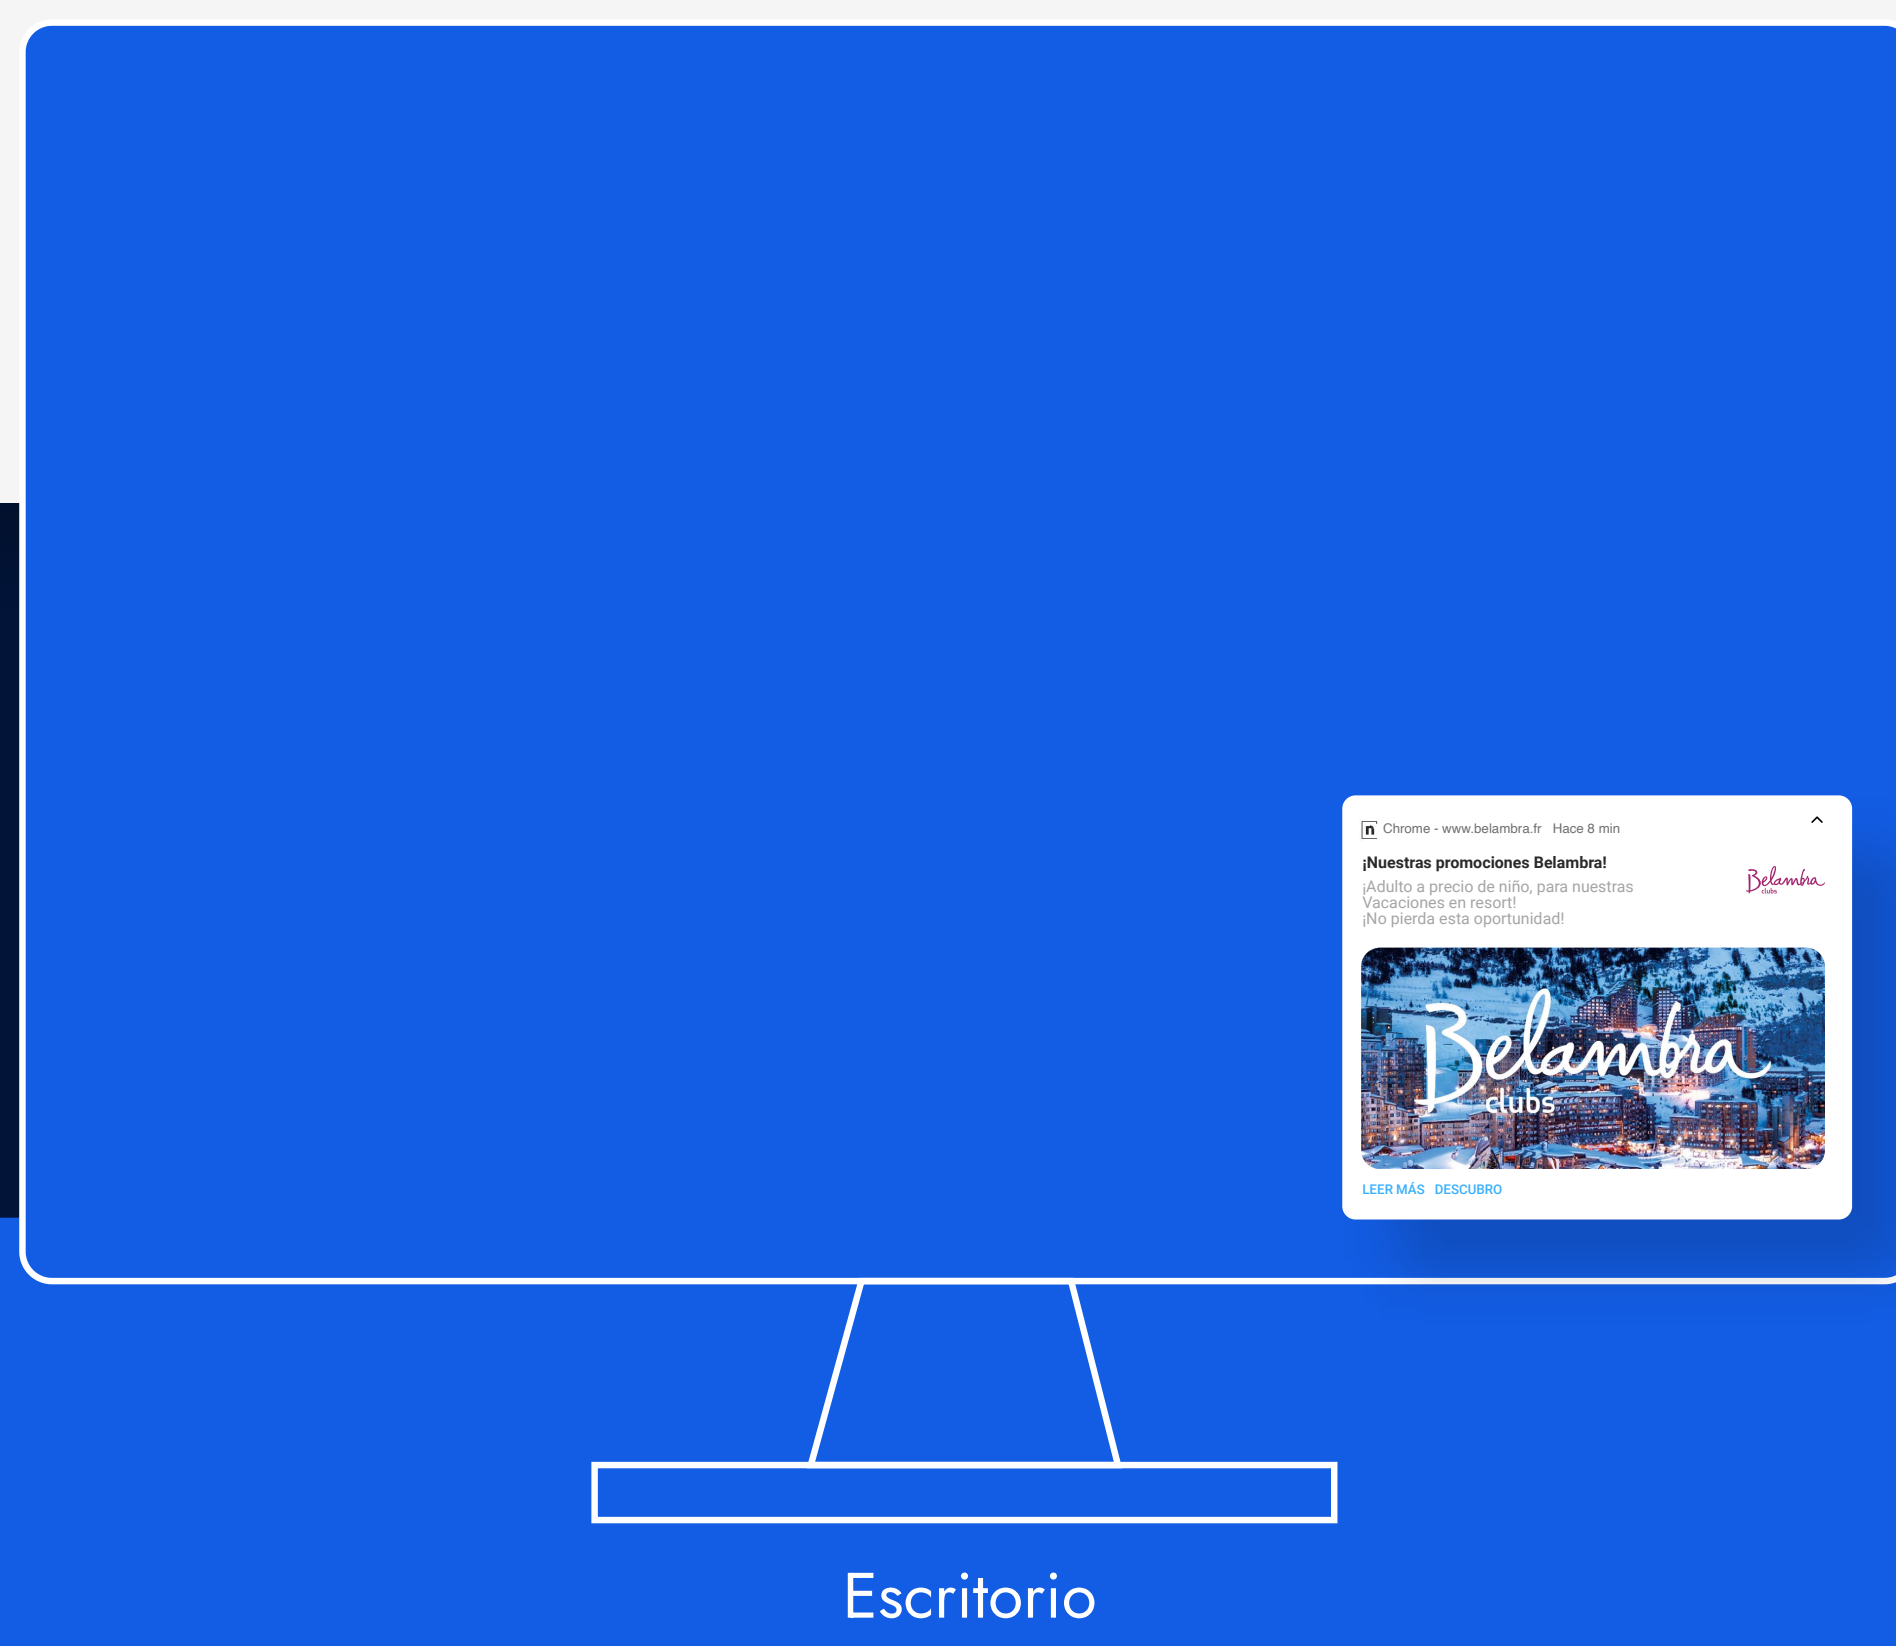 n Chrome - www.belambra.fr Hace 8 min
¡Nuestras promociones Belambra!
¡Adulto a precio de niño, para nuestras
Vacaciones en resort!
¡No pierda esta oportunidad!
Belambra
clubs
Belambra
clubs
LEER MÁS DESCUBRO
Escritorio